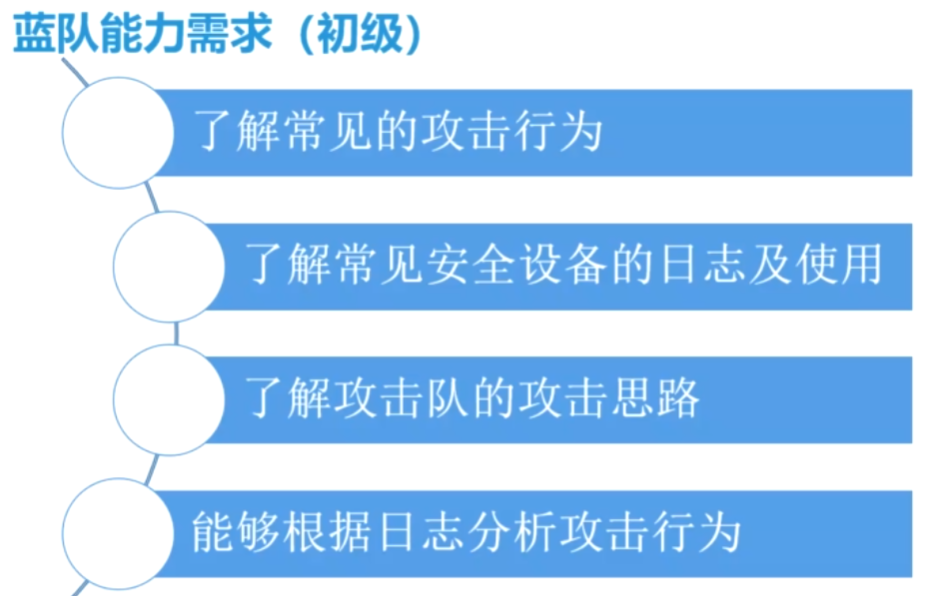 蓝队能力需求（初级）
了解常见的攻击行为
了解常见安全设备的日志及使用
了解攻击队的攻击思路
能够根据日志分析攻击行为